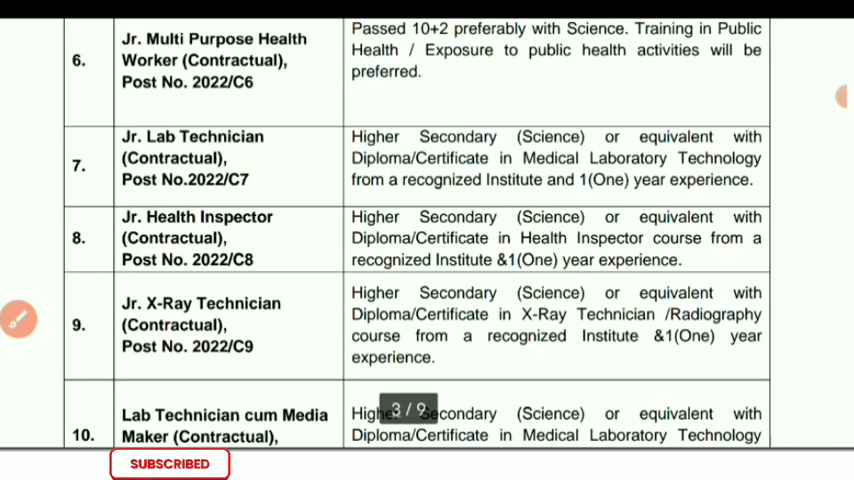 6.
Jr. Multi Purpose Health
Worker (Contractual),
Post No. 2022/C6
Passed 10+2 preferably with Science. Training in Public
Health / Exposure to public health activities will be
preferred.
7.
Jr. Lab Technician
(Contractual),
Post No.2022/C7
Higher Secondary (Science) or equivalent with
Diploma/Certificate in Medical Laboratory Technology
from a recognized Institute and 1(One) year experience.
8.
Jr. Health Inspector
(Contractual),
Post No. 2022/C8
Higher Secondary (Science) or equivalent with
Diploma/Certificate in Health Inspector course from a
recognized Institute &1(One) year experience.
9.
Jr. X-Ray Technician
(Contractual),
Post No. 2022/C9
Higher Secondary (Science) or equivalent with
Diploma/Certificate in X-Ray Technician /Radiography
course from a recognized Institute &1(One) year
experience.
10.
Lab Technician cum Media
Maker (Contractual),
Higher Secondary (Science) or equivalent with
Diploma/Certificate in Medical Laboratory Technology
3 / 9
SUBSCRIBED